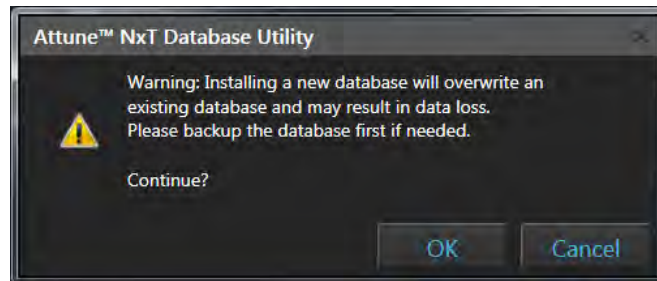 Attune™ NxT Database Utility
Warning: Installing a new database will overwrite an
existing database and may result in data loss.
Please backup the database first if needed.
Continue?
OK
Cancel